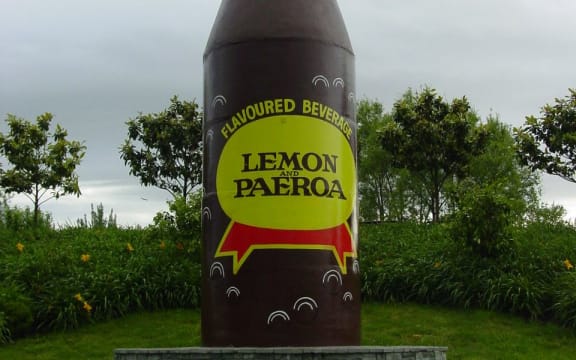 FLAVOURED BEVERAGE
LEMON
AND
PAEROA